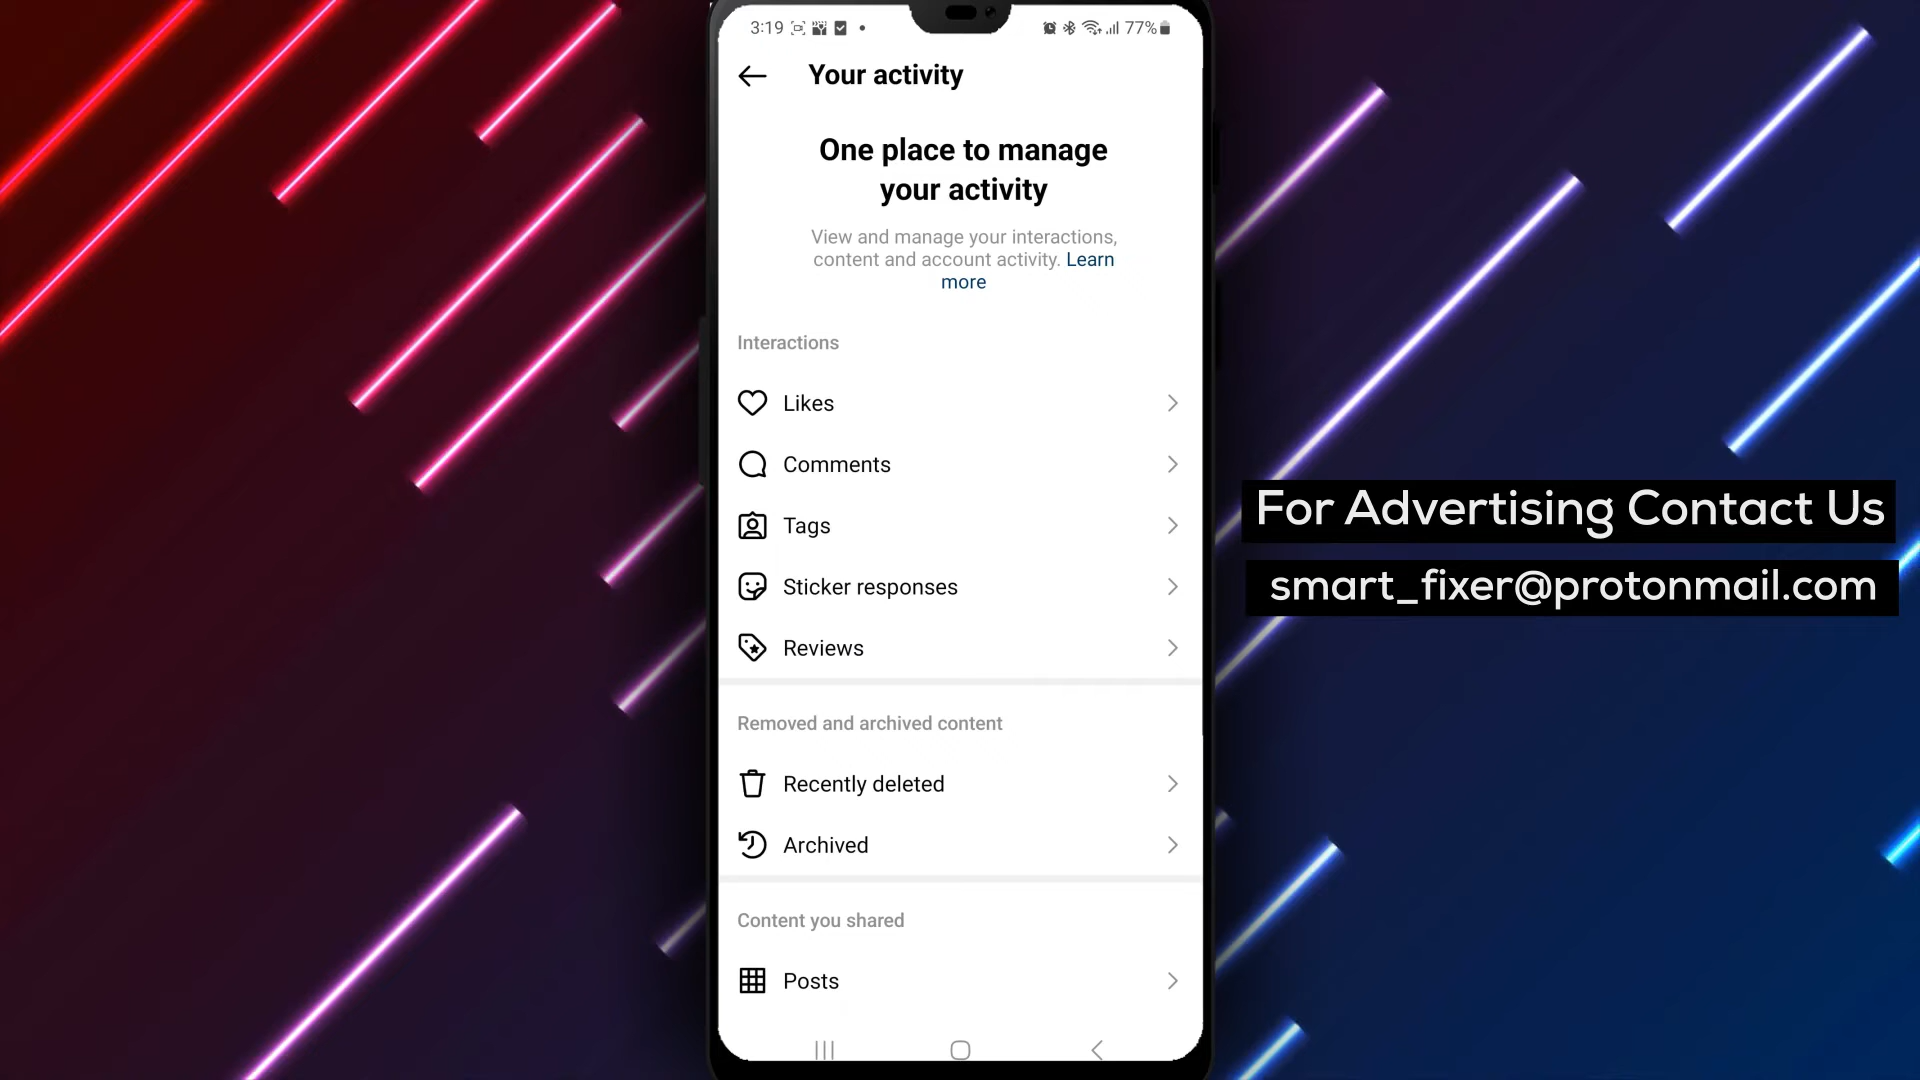 3:19
77%
Your activity
One place to manage
your activity
View and manage your interactions,
content and account activity. Learn
more
Interactions
Likes
Comments
Tags
Sticker responses
Reviews
Removed and archived content
Recently deleted
Archived
Content you shared
Posts
For Advertising Contact Us
smart_fixer@protonmail.com